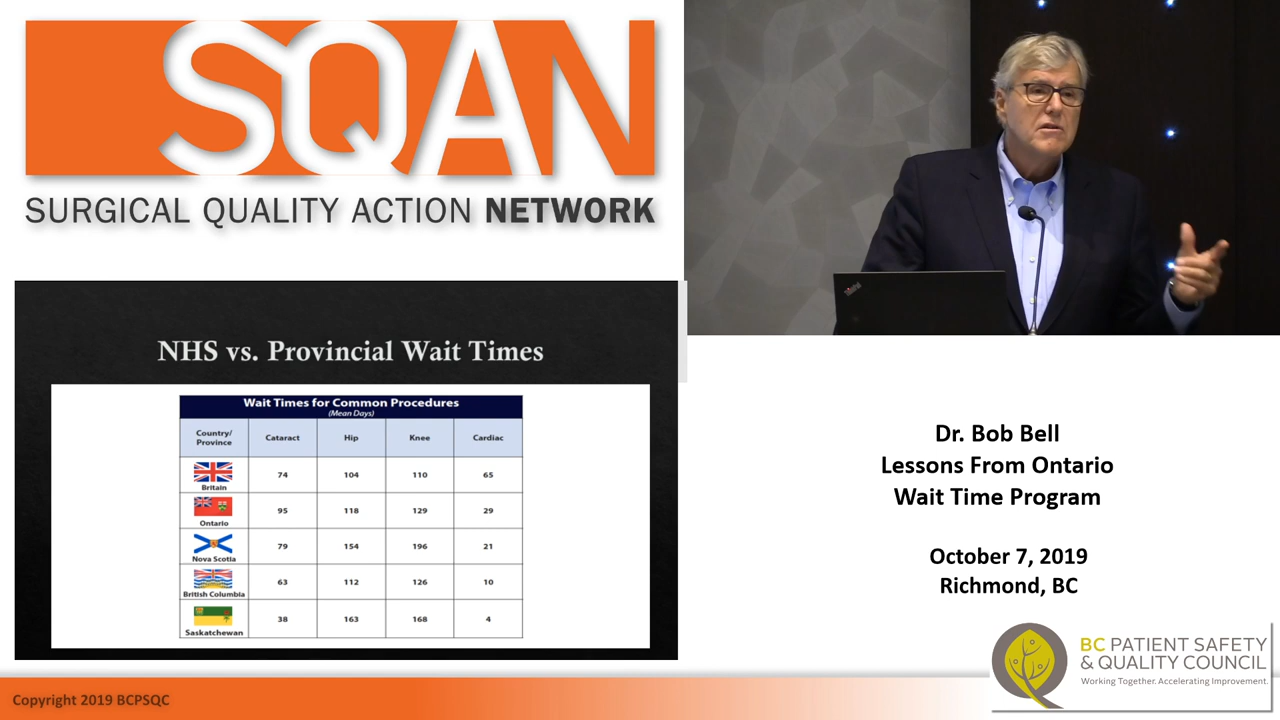 SQAN
SURGICAL QUALITY ACTION NETWORK
NHS vs. Provincial Wait Times
Wait Times for Common Procedures
(Mean Days)
Country/
Province
Cataract
Hip
Knee
Cardiac
Britain
74
104
110
65
Ontario
95
118
129
29
Nova Scotia
79
154
196
21
British Columbia
63
112
126
10
Saskatchewan
38
163
168
4
ThinkPad
Dr. Bob Bell
Lessons From Ontario
Wait Time Program
October 7, 2019
Richmond, BC
BC PATIENT SAFETY
& QUALITY COUNCIL
Working Together. Accelerating Improvement.
Copyright 2019 BCPSQC